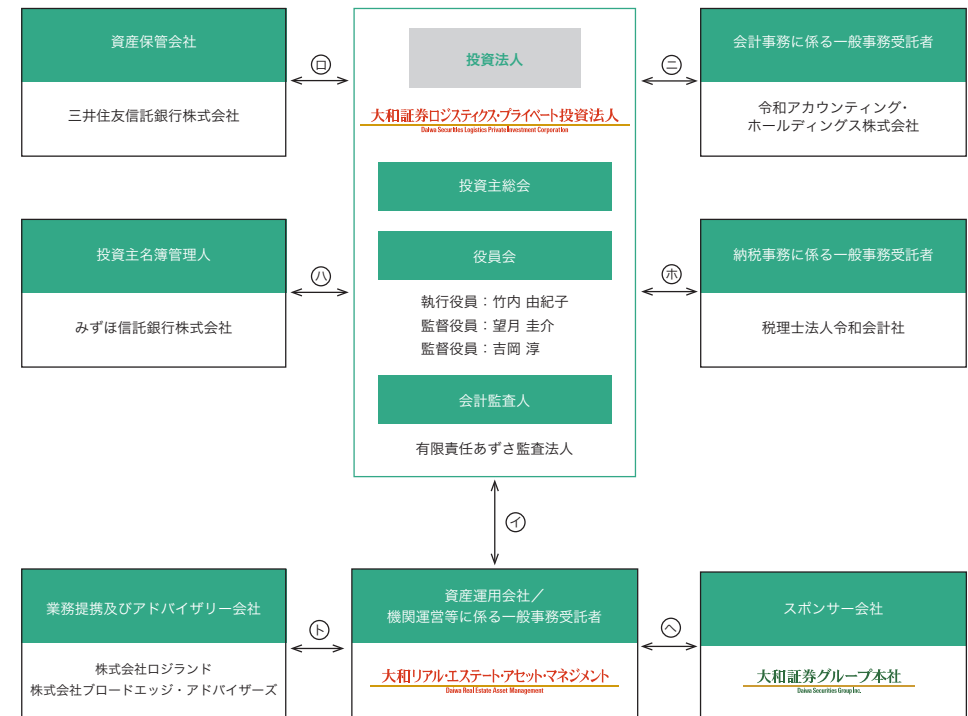 資産保管会社
三井住友信託銀行株式会社
㋺
投資法人
大和証券ロジスティクス・プライベート投資法人
Daiwa Securities Logistics Private Investment Corporation
投資主総会
役員会
執行役員:竹内 由紀子
監督役員:望月 圭介
監督役員:吉岡 淳
会計監査人
有限責任あずさ監査法人
㋥
会計事務に係る一般事務受託者
令和アカウンティング・
ホールディングス株式会社
投資主名簿管理人
みずほ信託銀行株式会社
㋩
㋭
納税事務に係る一般事務受託者
税理士法人令和会計社
㋑
業務提携及びアドバイザリー会社
株式会社ロジランド
株式会社ブロードエッジ・アドバイザーズ
㋣
資産運用会社/
機関運営等に係る一般事務受託者
大和リアル・エステート・アセット・マネジメント
Daiwa Real Estate Asset Management
㋬
スポンサー会社
大和証券グループ本社
Daiwa Securities Group Inc.